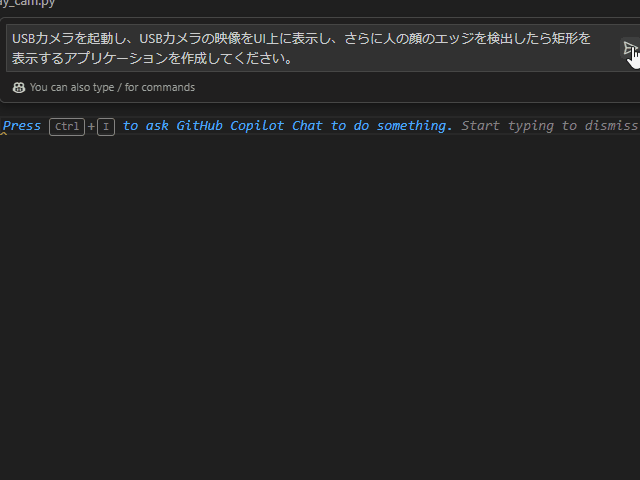 ay_cam.py
USBカメラを起動し、USBカメラの映像をUI上に表示し、さらに人の顔のエッジを検出したら矩形を
表示するアプリケーションを作成してください。
You can also type / for commands
Press Ctrl+I to ask GitHub Copilot Chat to do something. Start typing to dismiss